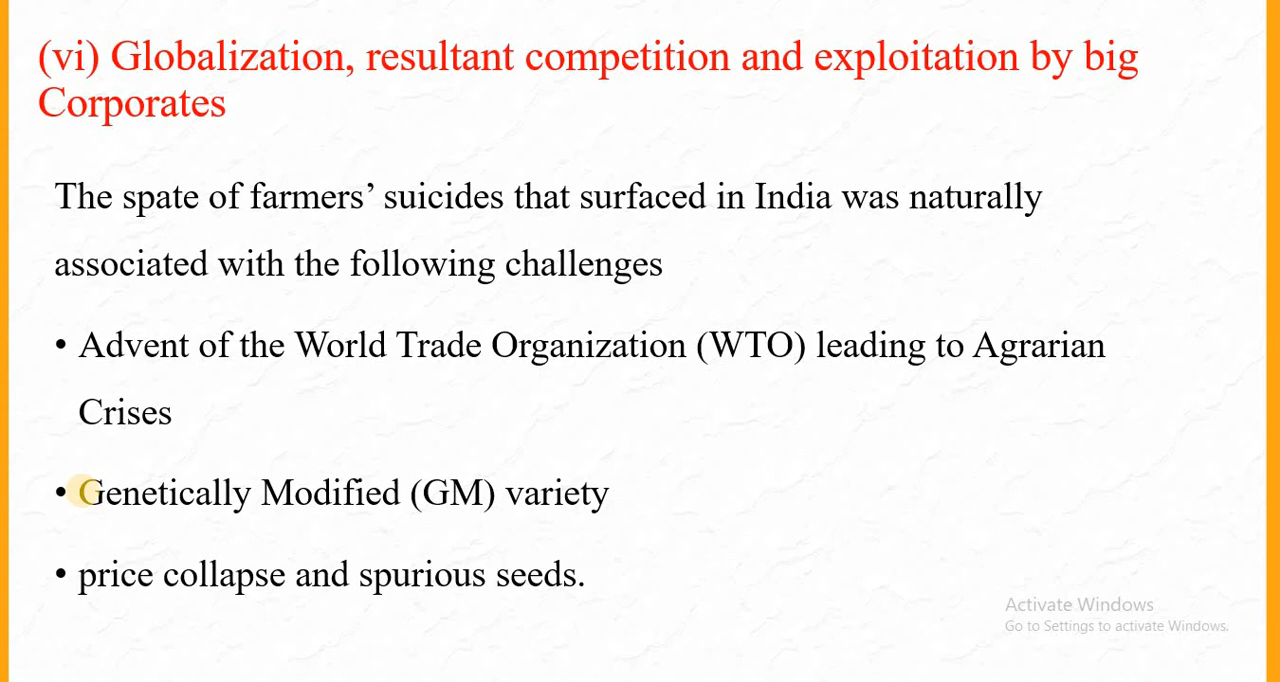 (vi) Globalization, resultant competition and exploitation by big
Corporates
The spate of farmers’ suicides that surfaced in India was naturally
associated with the following challenges
• Advent of the World Trade Organization (WTO) leading to Agrarian
Crises
• Genetically Modified (GM) variety
• price collapse and spurious seeds.
Activate Windows
Go to Settings to activate Windows.